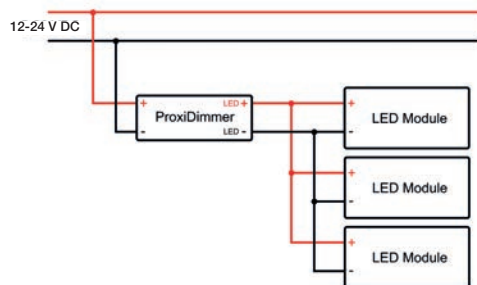 12-24 V DC
+ LED +
ProxiDimmer
- LED -
+
LED Module
-
+
LED Module
-
+
LED Module
-